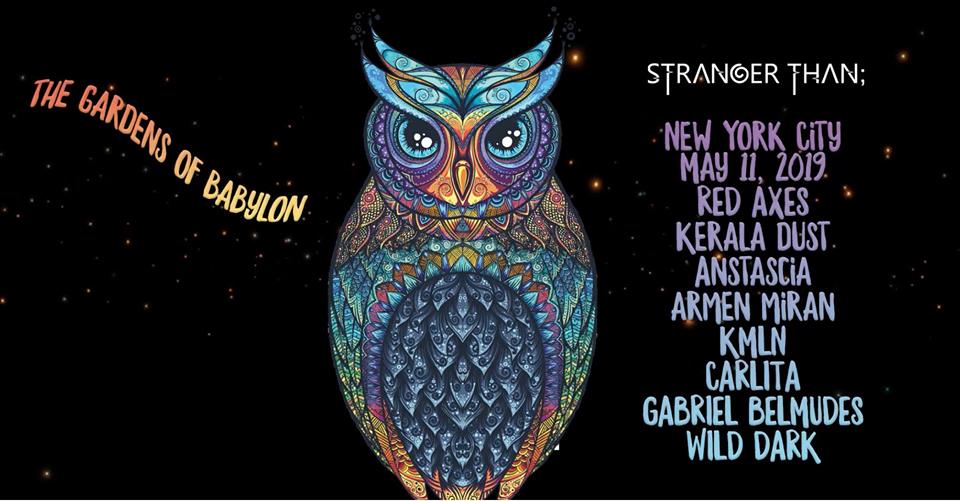 THE GARDENS OF BABYLON
STRANGER THAN;
NEW YORK CITY
MAY 11, 2019
RED AXES
KERALA DUST
ANSTASCIA
ARMEN MIRAN
KMLN
CARLITA
GABRIEL BELMUDES
WILD DARK